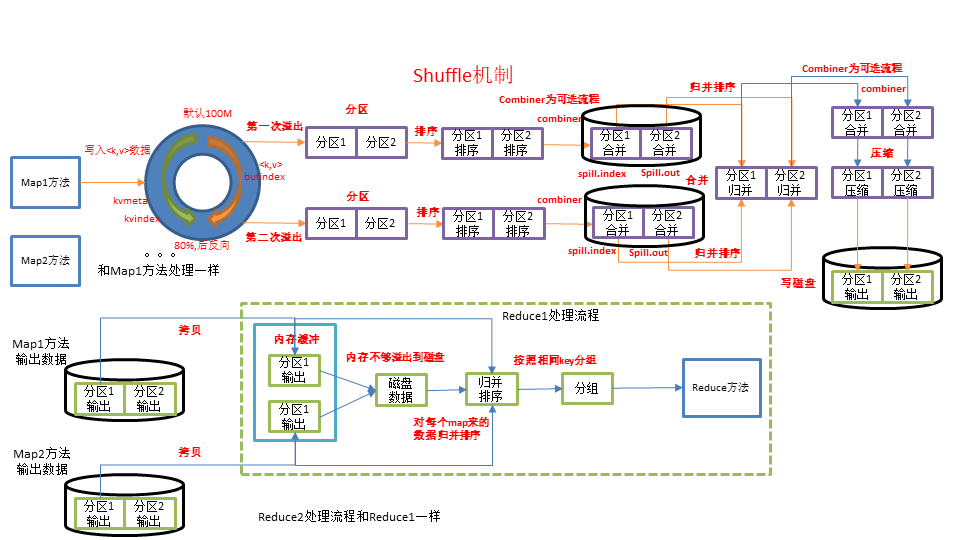 Shuffle机制
Combiner为可选流程
归并排序
combiner
默认100M
分区
Combiner为可选流程
第一次溢出
排序
combiner
分区1
分区2
分区1
排序
分区2
排序
分区1
合并
分区2
合并
分区1
合并
分区2
合并
写入<k,v>数据
<k,v>
bufindex
spill.index
Spill.out
压缩
Map1方法
kvmeta
kvindex
合并
分区1
归并
分区2
归并
分区1
压缩
分区2
压缩
分区
排序
combiner
分区1
分区2
分区1
排序
分区2
排序
分区1
合并
分区2
合并
80%,后反向
第二次溢出
spill.index
Spill.out
归并排序
Map2方法
。。。
和Map1方法处理一样
写磁盘
分区1
输出
分区2
输出
Reduce1处理流程
拷贝
Map1方法
输出数据
内存缓冲
内存不够溢出到磁盘
按照相同key分组
分区1
输出
分区1
输出
分区2
输出
磁盘
数据
归并
排序
分组
Reduce方法
分区1
输出
对每个map来的
数据归并排序
Map2方法
输出数据
拷贝
分区1
输出
分区2
输出
Reduce2处理流程和Reduce1一样